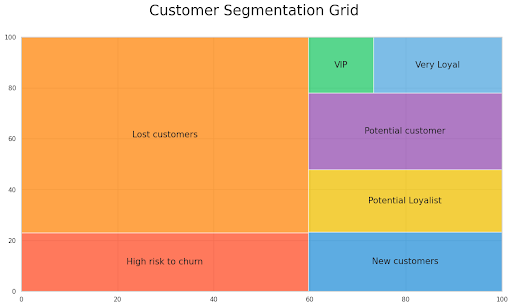 Customer Segmentation Grid
100
80
60
40
20
0
VIP
Very Loyal
Lost customers
Potential customer
Potential Loyalist
High risk to churn
New customers
0
20
40
60
80
100